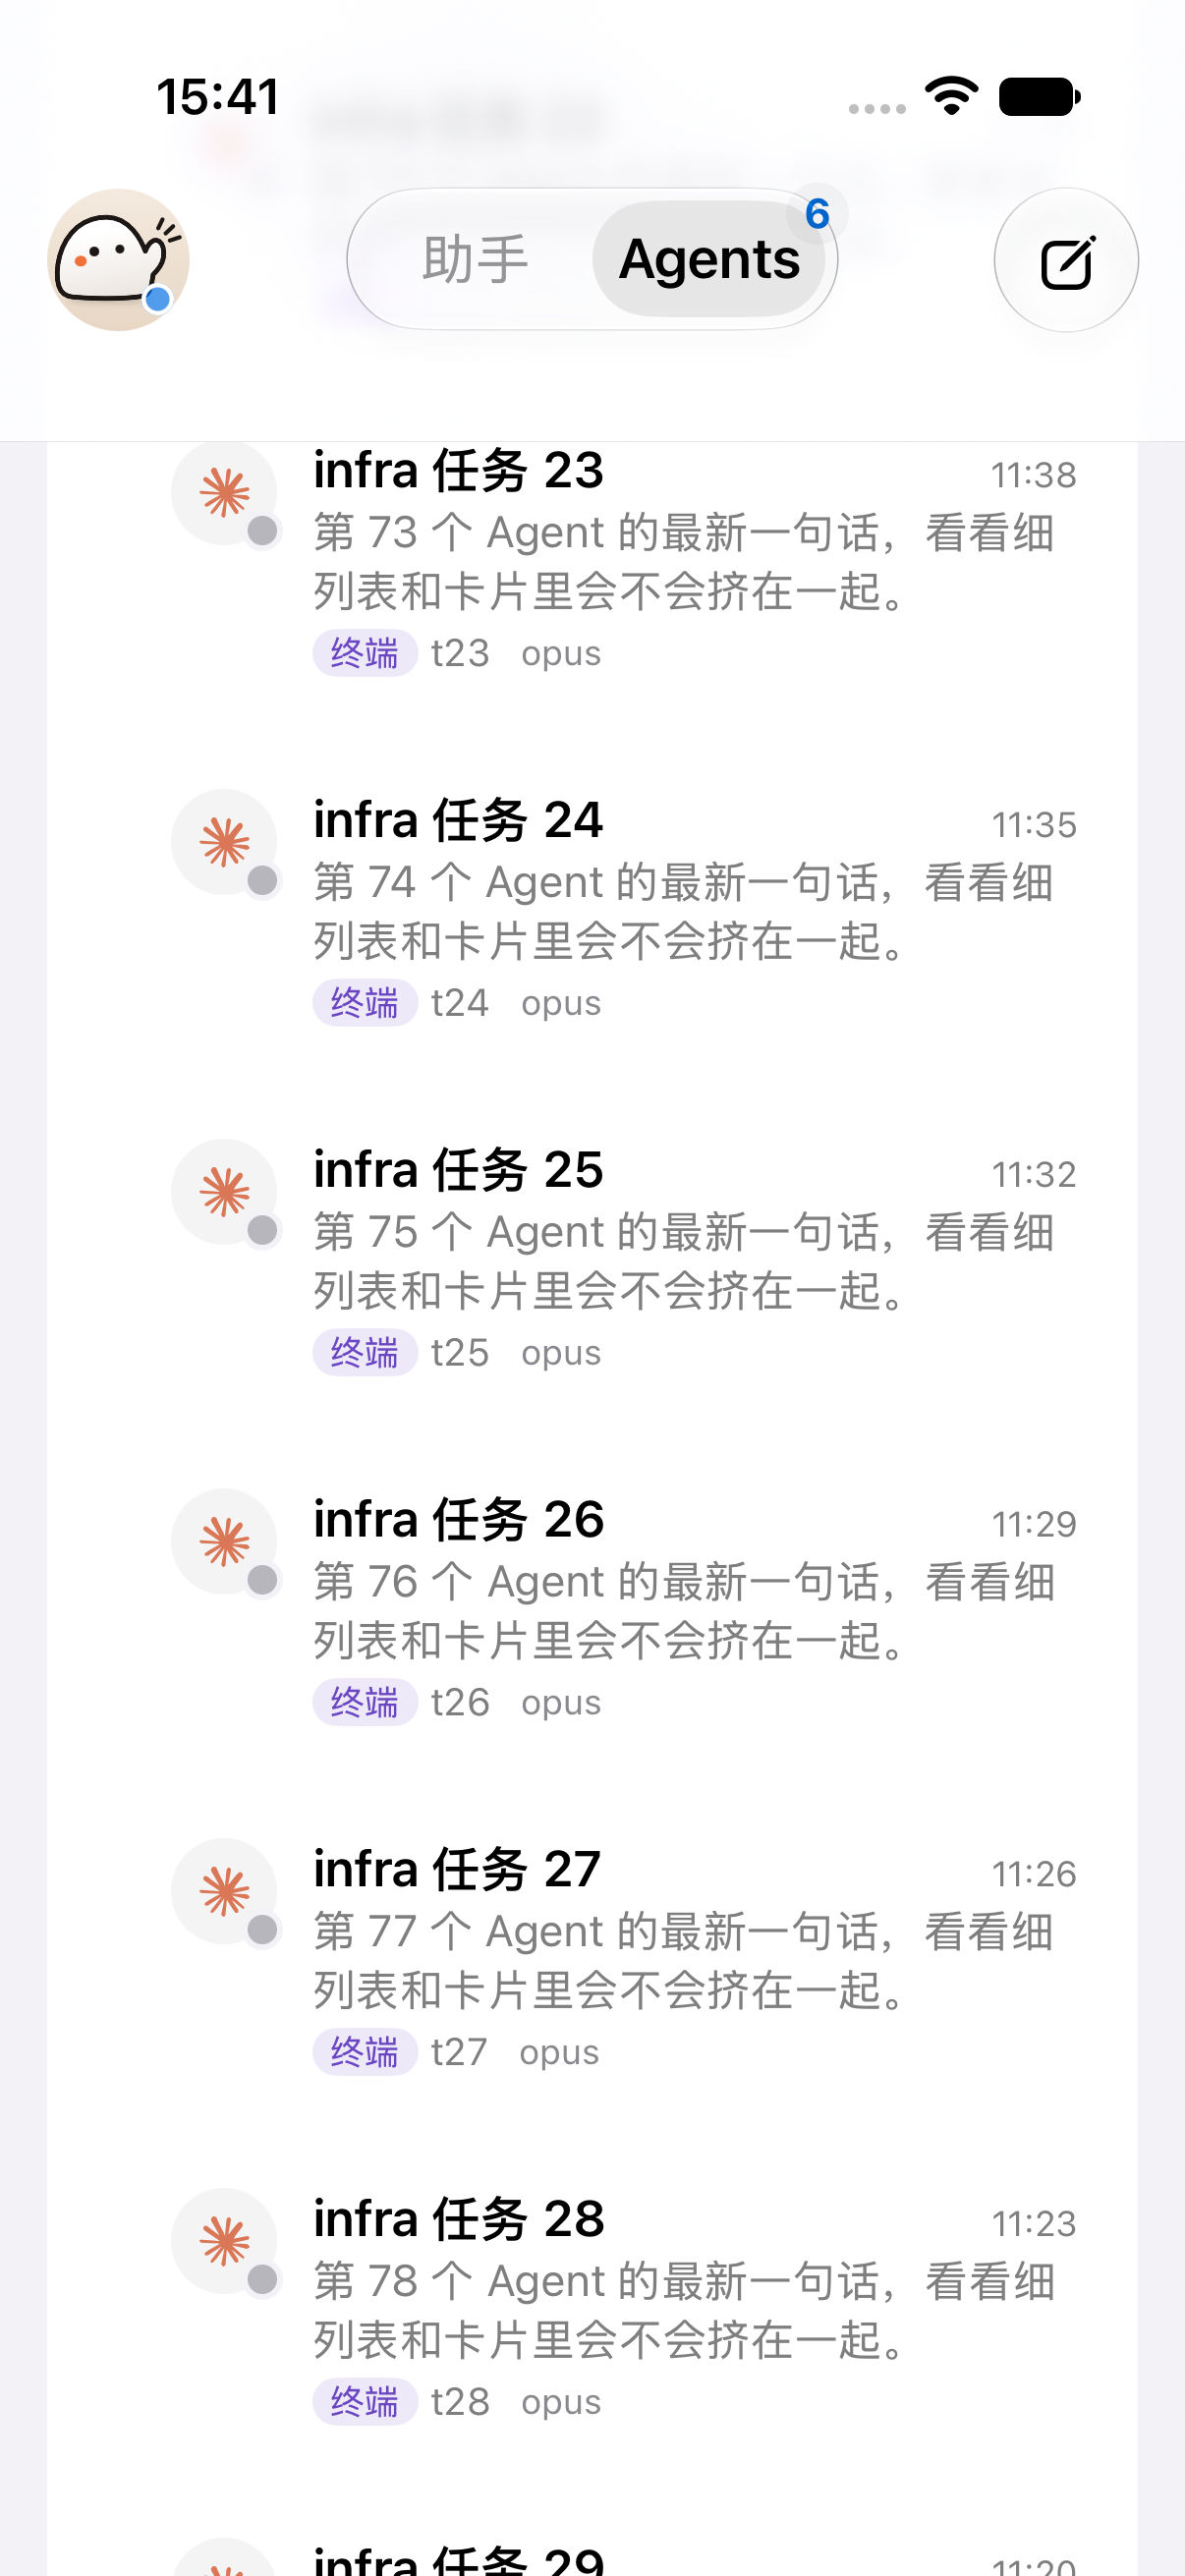 15:41
助手
Agents
6
infra 任务 23
11:38
第 73 个 Agent 的最新一句话，看看细
列表和卡片里会不会挤在一起。
终端 t23 opus
infra 任务 24
11:35
第 74 个 Agent 的最新一句话，看看细
列表和卡片里会不会挤在一起。
终端 t24 opus
infra 任务 25
11:32
第 75 个 Agent 的最新一句话，看看细
列表和卡片里会不会挤在一起。
终端 t25 opus
infra 任务 26
11:29
第 76 个 Agent 的最新一句话，看看细
列表和卡片里会不会挤在一起。
终端 t26 opus
infra 任务 27
11:26
第 77 个 Agent 的最新一句话，看看细
列表和卡片里会不会挤在一起。
终端 t27 opus
infra 任务 28
11:23
第 78 个 Agent 的最新一句话，看看细
列表和卡片里会不会挤在一起。
终端 t28 opus
infra 任务 29
11:20